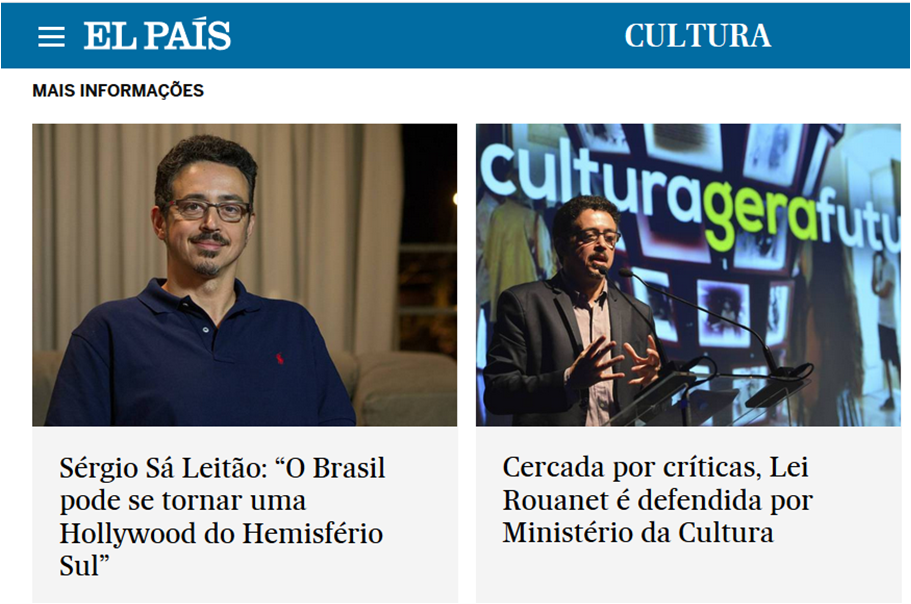 EL PAÍS
CULTURA
MAIS INFORMAÇÕES
culturagerafutu
Sérgio Sá Leitão: “O Brasil
pode se tornar uma
Hollywood do Hemisfério
Sul”
Cercada por críticas, Lei
Rouanet é defendida por
Ministério da Cultura